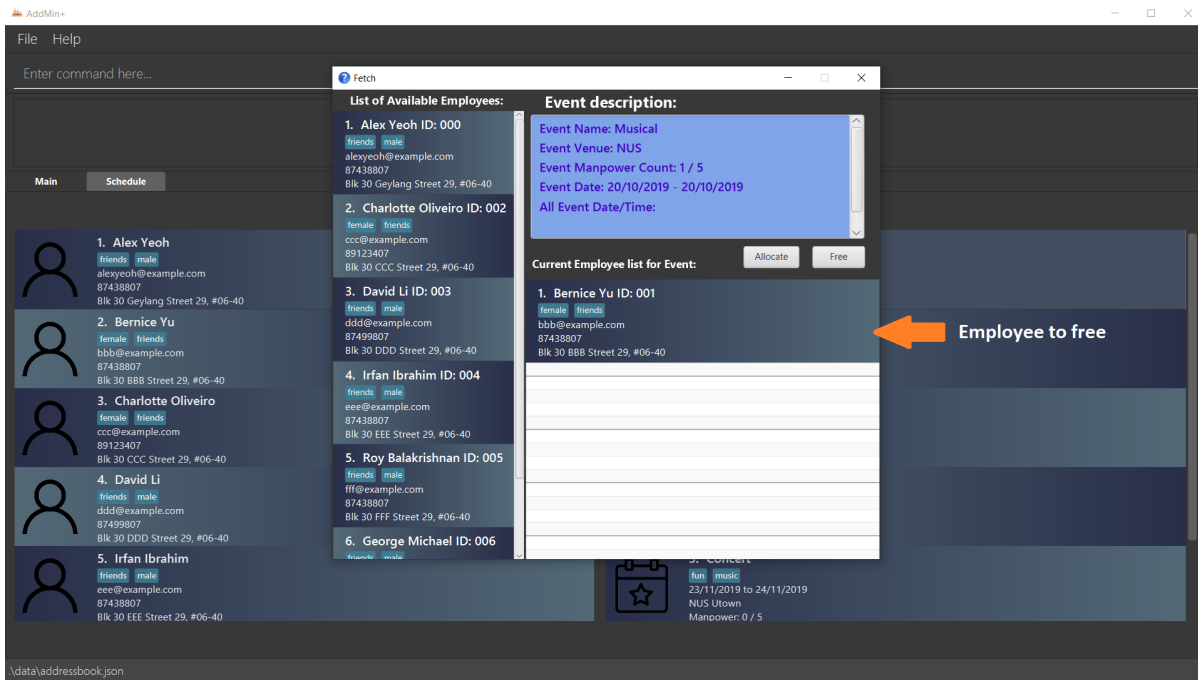 AddMin+
File Help
Enter command here...
Main Schedule
1. Alex Yeoh
friends male
alexyeoh@example.com
87438807
Blk 30 Geylang Street 29, #06-40
2. Bernice Yu
female friends
bbb@example.com
87438807
Blk 30 BBB Street 29, #06-40
3. Charlotte Oliveiro
female friends
ccc@example.com
89123407
Blk 30 CCC Street 29, #06-40
4. David Li
friends male
ddd@example.com
87499807
Blk 30 DDD Street 29, #06-40
5. Irfan Ibrahim
friends male
eee@example.com
87438807
Blk 30 EEE Street 29, #06-40
Fetch
List of Available Employees:
1. Alex Yeoh ID: 000
friends male
alexyeoh@example.com
87438807
Blk 30 Geylang Street 29, #06-40
2. Charlotte Oliveiro ID: 002
female friends
ccc@example.com
89123407
Blk 30 CCC Street 29, #06-40
3. David Li ID: 003
friends male
ddd@example.com
87499807
Blk 30 DDD Street 29, #06-40
4. Irfan Ibrahim ID: 004
friends male
eee@example.com
87438807
Blk 30 EEE Street 29, #06-40
5. Roy Balakrishnan ID: 005
friends male
fff@example.com
87438807
Blk 30 FFF Street 29, #06-40
6. George Michael ID: 006
friends male
Event description:
Event Name: Musical
Event Venue: NUS
Event Manpower Count: 1 / 5
Event Date: 20/10/2019 - 20/10/2019
All Event Date/Time:
Current Employee list for Event:
Allocate Free
1. Bernice Yu ID: 001
female friends
bbb@example.com
87438807
Blk 30 BBB Street 29, #06-40
Employee to free
3. Concert
fun music
23/11/2019 to 24/11/2019
NUS Utown
Manpower: 0 / 5
.\data\addressbook.json